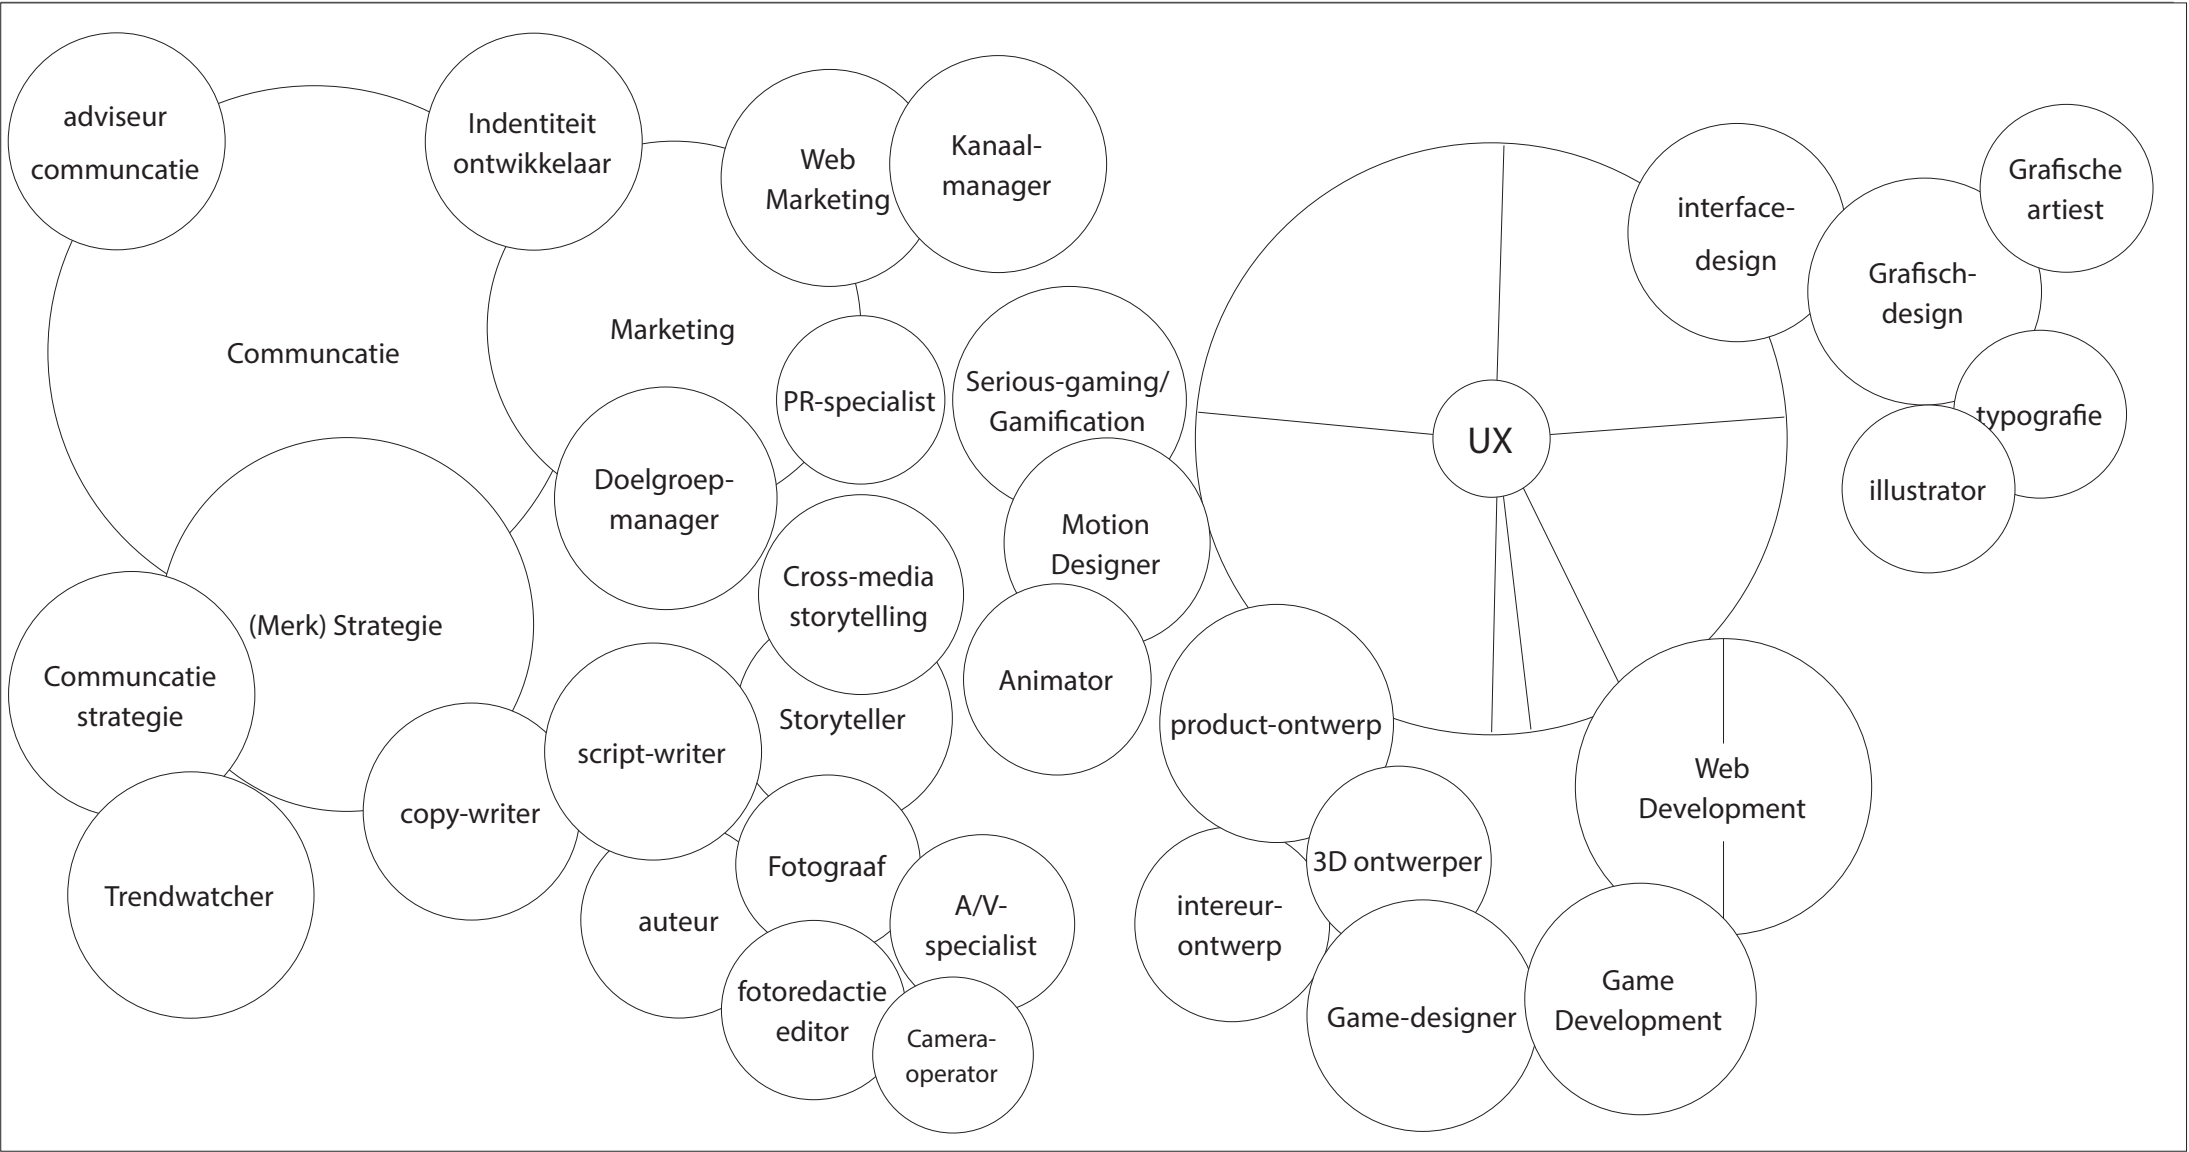 adviseur
communcatie
Indentiteit
ontwikkelaar
Web
Marketing
Kanaal-
manager
Communcatie
Marketing
PR-specialist
Doelgroep-
manager
Serious-gaming/
Gamification
Motion
Designer
Animator
(Merk) Strategie
Communcatie
strategie
Trendwatcher
copy-writer
script-writer
Cross-media
storytelling
Storyteller
auteur
Fotograaf
fotoredactie
editor
A/V-
specialist
Camera-
operator
UX
interface-
design
Grafisch-
design
Grafische
artiest
typografie
illustrator
product-ontwerp
3D ontwerper
intereur-
ontwerp
Game-designer
Game
Development
Web
Development